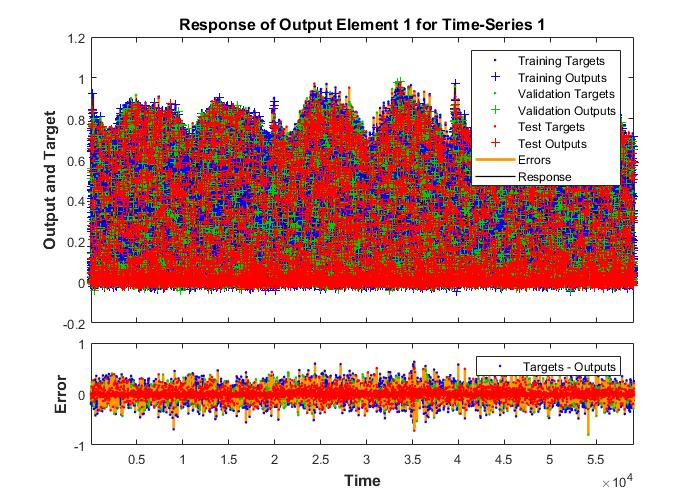 Response of Output Element 1 for Time-Series 1
Output and Target
1.2
1
0.8
0.6
0.4
0.2
0
-0.2
Training Targets
Training Outputs
Validation Targets
Validation Outputs
Test Targets
Test Outputs
Errors
Response
Error
1
0
-1
Targets - Outputs
0.5 1 1.5 2 2.5 3 3.5 4 4.5 5 5.5
Time
×10^4